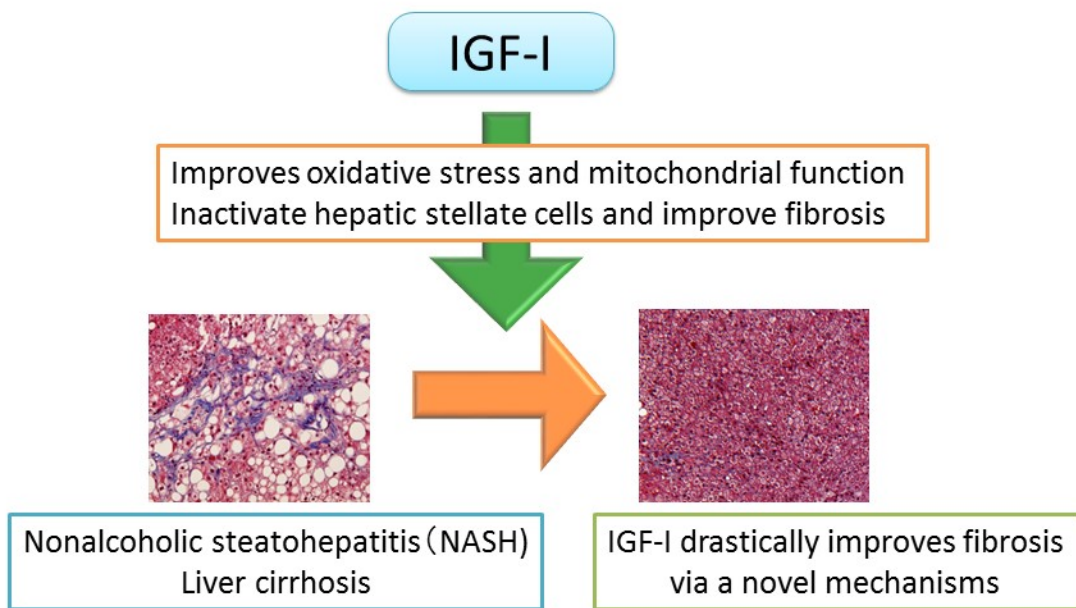 IGF-I
Improves oxidative stress and mitochondrial function
Inactivate hepatic stellate cells and improve fibrosis
Nonalcoholic steatohepatitis（NASH)
Liver cirrhosis
IGF-I drastically improves fibrosis
via a novel mechanisms